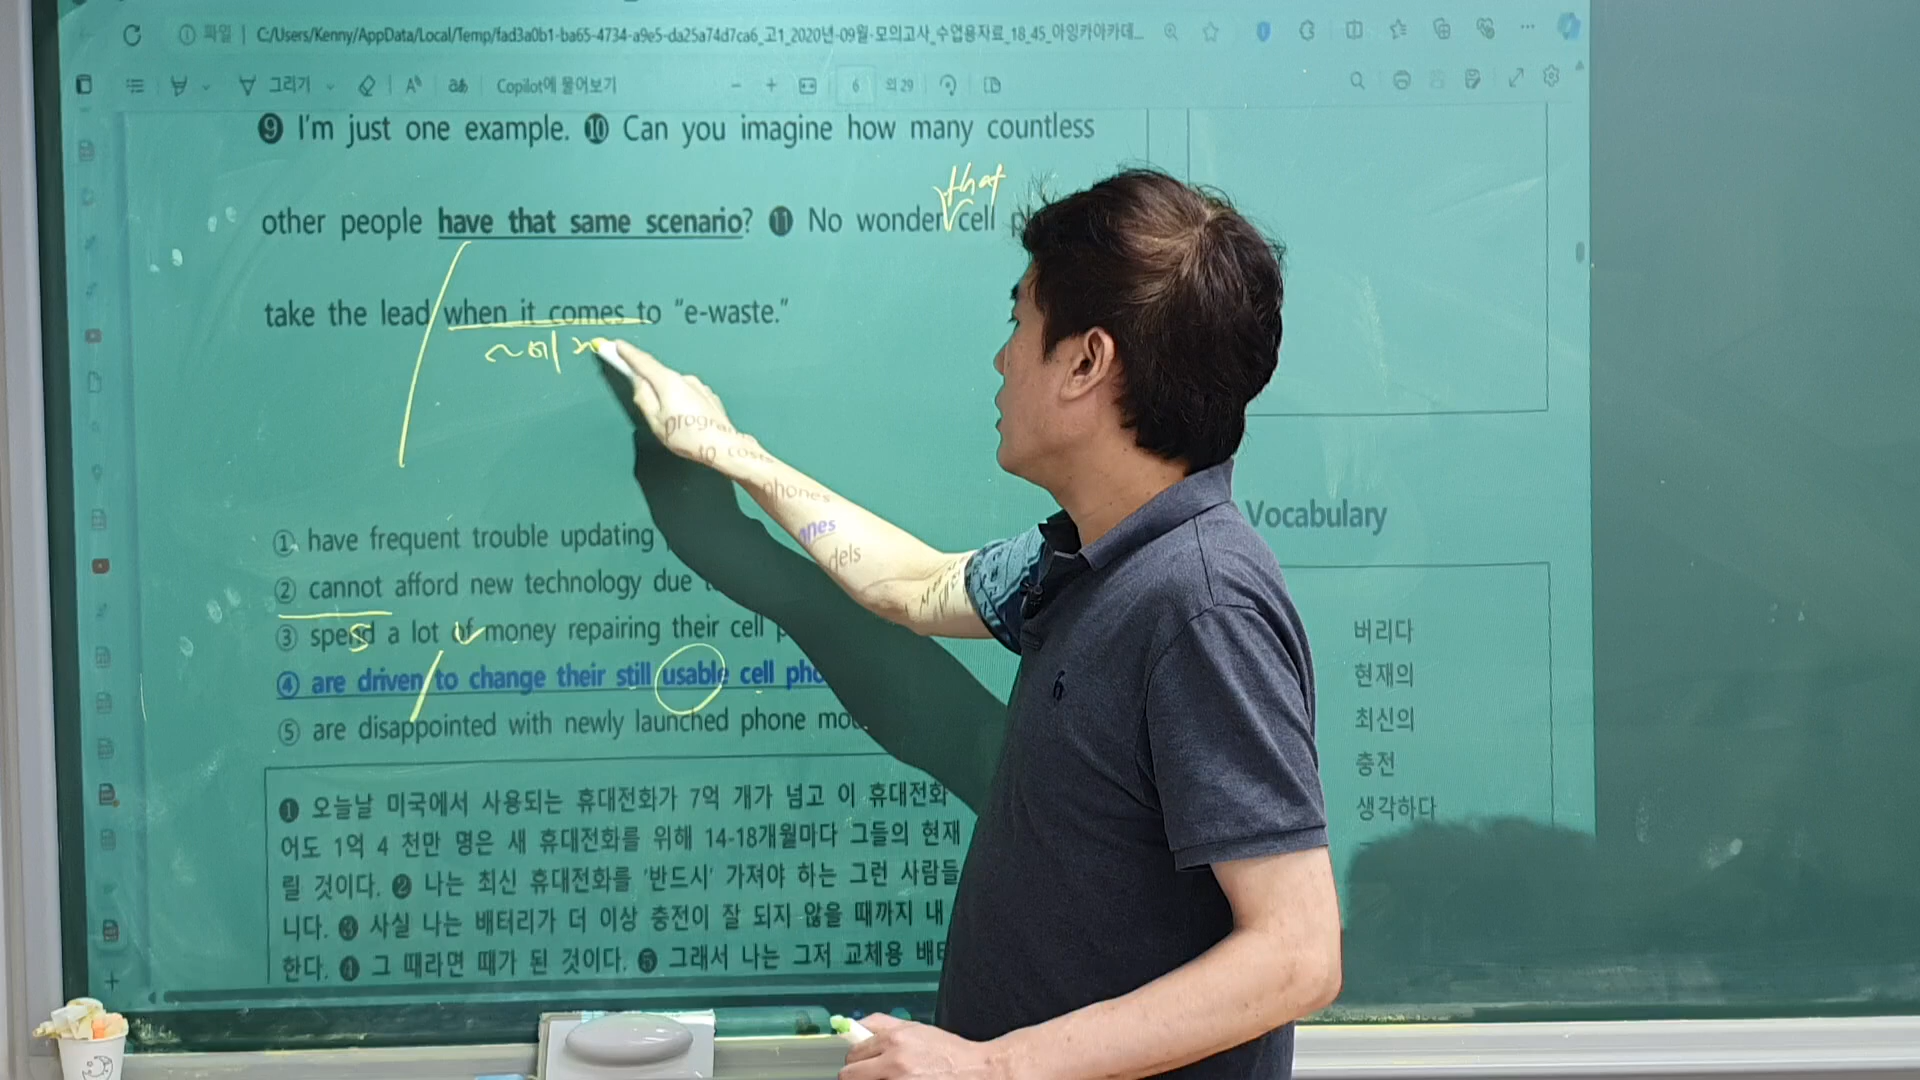 파일 | C:/Users/Kenny/AppData/Local/Temp/fad3a0b1-ba65-4734-a9e5-da25a74d7ca6_고1_2020년-09월-모의고사_수업용자료_18_45_아잉카아카데...
그리기 Copilot에 물어보기 − + 6 의 29
❾ I'm just one example. ❿ Can you imagine how many countless
that
other people have that same scenario? ⓫ No wonder cell
take the lead when it comes to “e-waste.”
~에
① have frequent trouble updating progra
② cannot afford new technology due to cost
③ spend a lot of money repairing their cell phones
s
④ are driven to change their still usable cell phones
⑤ are disappointed with newly launched phone models
Vocabulary
버리다
현재의
최신의
충전
생각하다
❶ 오늘날 미국에서 사용되는 휴대전화가 7억 개가 넘고 이 휴대전화
어도 1억 4 천만 명은 새 휴대전화를 위해 14-18개월마다 그들의 현재
릴 것이다. ❷ 나는 최신 휴대전화를 '반드시' 가져야 하는 그런 사람들
니다. ❸ 사실 나는 배터리가 더 이상 충전이 잘 되지 않을 때까지 내
한다. ❹ 그 때라면 때가 된 것이다. ❺ 그래서 나는 그저 교체용 배터